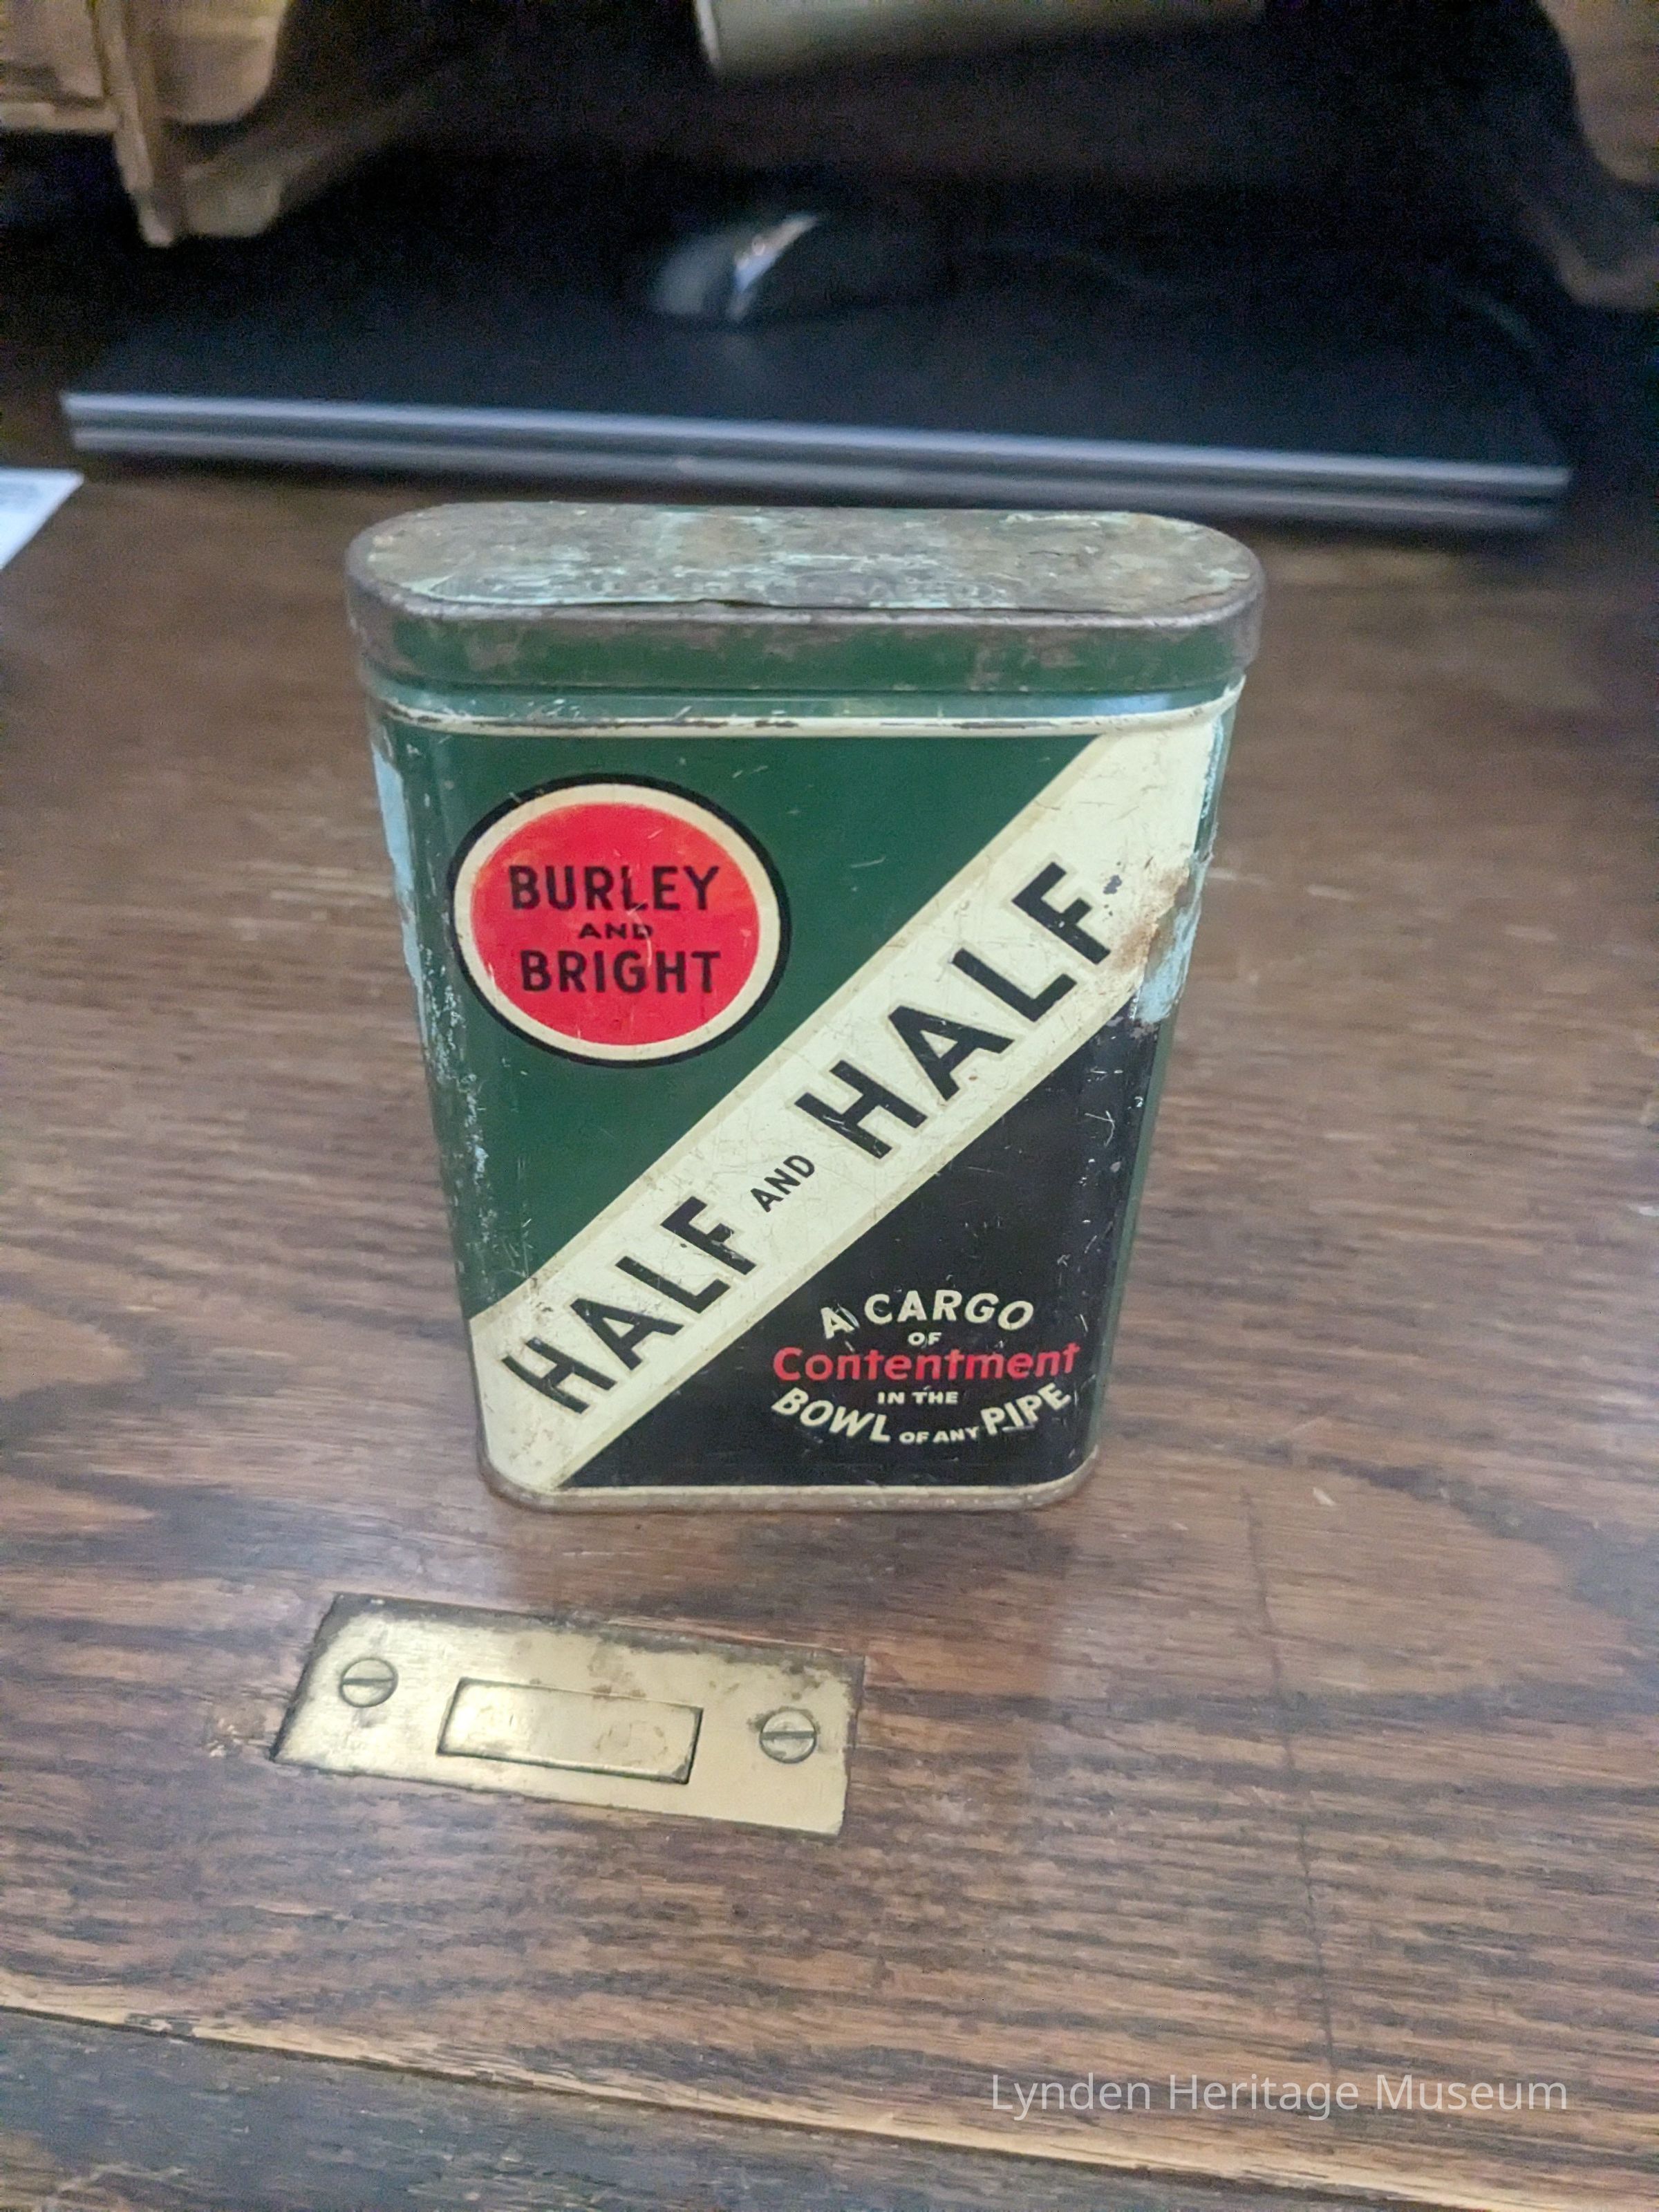 BURLEY
AND
BRIGHT
HALF AND HALF
A CARGO
OF
Contentment
IN THE
BOWL OF ANY PIPE
Lynden Heritage Museum